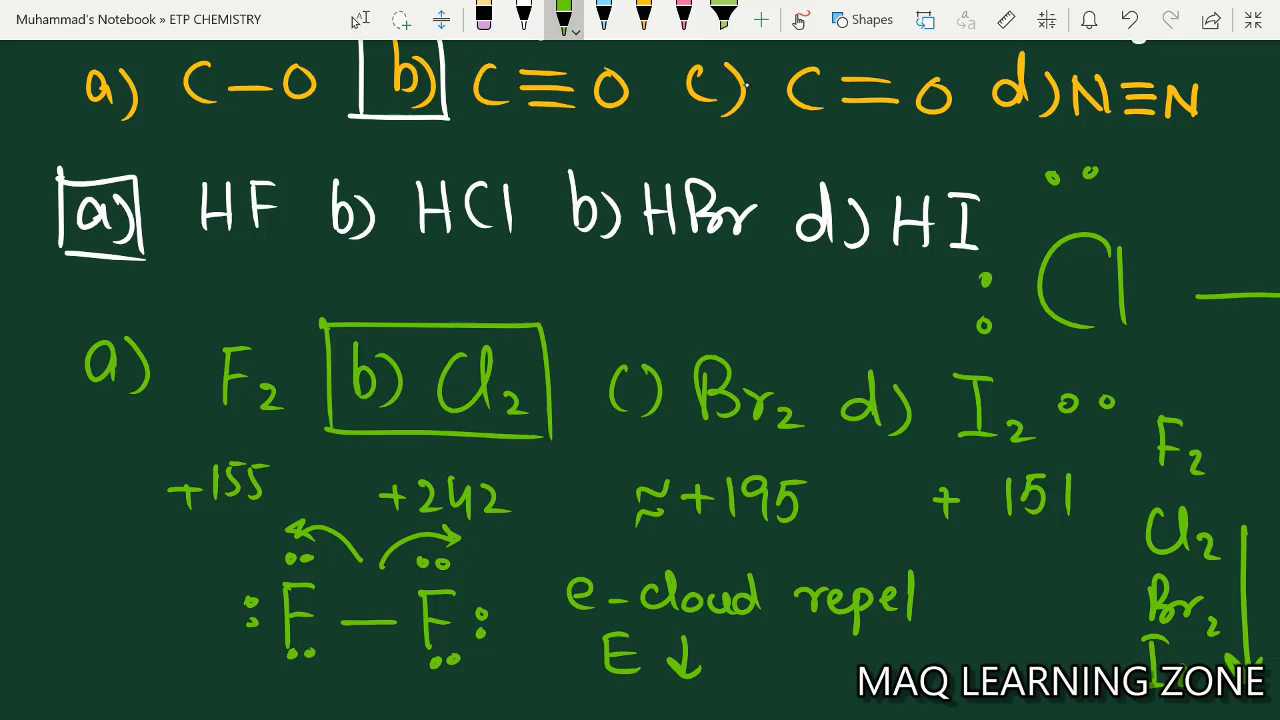 Muhammad's Notebook » ETP CHEMISTRY
Shapes
a) C—O b) C≡O c) C=O d) N≡N
a) HF b) HCl b) HBr d) HI
Cl —
a) F2 b) Cl2 c) Br2 d) I2
+155 +242 ≈+195 + 151
F2
Cl2
Br2
I
F — F
e-cloud repel
E ↓
MAQ LEARNING ZONE